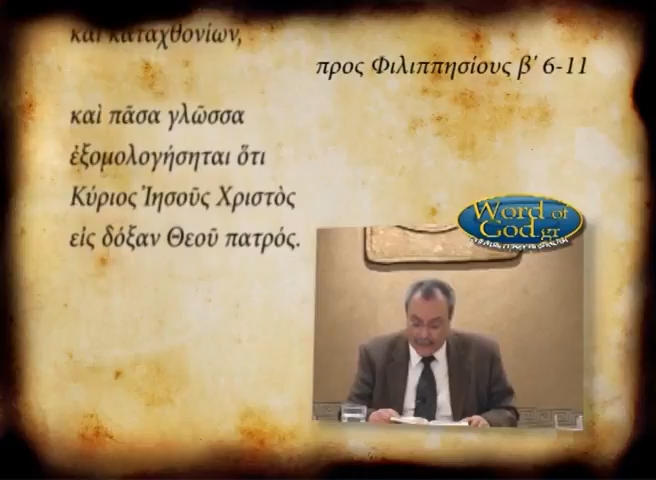 καὶ καταχθονίων,
προς Φιλιππησίους β' 6-11
καὶ πᾶσα γλῶσσα
ἐξομολογήσηται ὅτι
Κύριος Ἰησοῦς Χριστὸς
εἰς δόξαν Θεοῦ πατρός.
Word of
God.gr